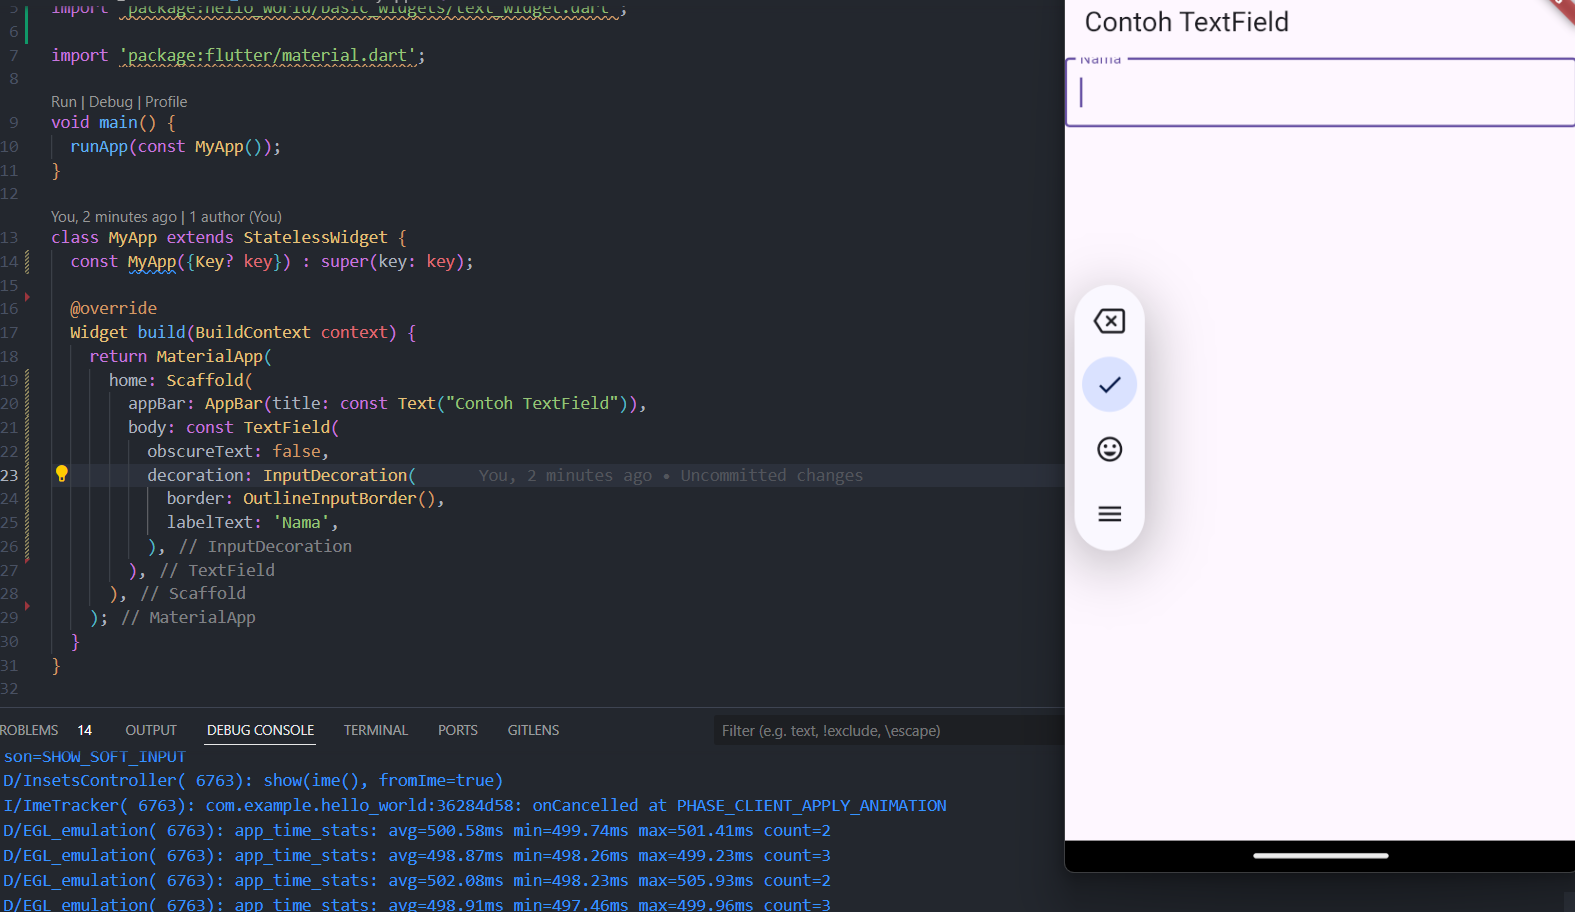 5 import 'package:hello_world/basic_widgets/text_widget.dart';
6
7 import 'package:flutter/material.dart';
8
Run | Debug | Profile
9 void main() {
10 runApp(const MyApp());
11 }
12
You, 2 minutes ago | 1 author (You)
13 class MyApp extends StatelessWidget {
14 const MyApp({Key? key}) : super(key: key);
15
16 @override
17 Widget build(BuildContext context) {
18 return MaterialApp(
19 home: Scaffold(
20 appBar: AppBar(title: const Text("Contoh TextField")),
21 body: const TextField(
22 obscureText: false,
23 decoration: InputDecoration( You, 2 minutes ago • Uncommitted changes
24 border: OutlineInputBorder(),
25 labelText: 'Nama',
26 ), // InputDecoration
27 ), // TextField
28 ), // Scaffold
29 ); // MaterialApp
30 }
31 }
32
ROBLEMS 14 OUTPUT DEBUG CONSOLE TERMINAL PORTS GITLENS Filter (e.g. text, !exclude, \escape)
son=SHOW_SOFT_INPUT
D/InsetsController( 6763): show(ime(), fromIme=true)
I/ImeTracker( 6763): com.example.hello_world:36284d58: onCancelled at PHASE_CLIENT_APPLY_ANIMATION
D/EGL_emulation( 6763): app_time_stats: avg=500.58ms min=499.74ms max=501.41ms count=2
D/EGL_emulation( 6763): app_time_stats: avg=498.87ms min=498.26ms max=499.23ms count=3
D/EGL_emulation( 6763): app_time_stats: avg=502.08ms min=498.23ms max=505.93ms count=2
D/EGL_emulation( 6763): app_time_stats: avg=498.91ms min=497.46ms max=499.96ms count=3
Contoh TextField
Nama